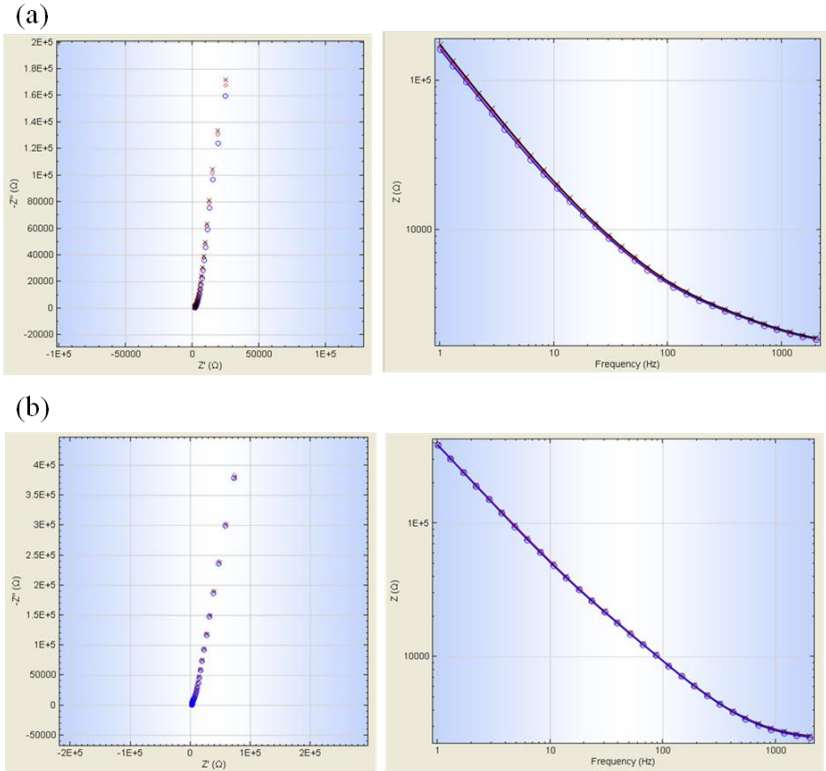 (a)
2E+5
1.8E+5
1.6E+5
1.4E+5
1.2E+5
1E+5
80000
60000
40000
20000
0
-20000
-Z'' (Ω)
-1E+5 -50000 0 50000 1E+5
Z' (Ω)
1E+5
10000
Z (Ω)
1 10 100 1000
Frequency (Hz)
(b)
4E+5
3.5E+5
3E+5
2.5E+5
2E+5
1.5E+5
1E+5
50000
0
-50000
-Z'' (Ω)
-2E+5 -1E+5 0 1E+5 2E+5
Z' (Ω)
1E+5
10000
Z (Ω)
1 10 100 1000
Frequency (Hz)